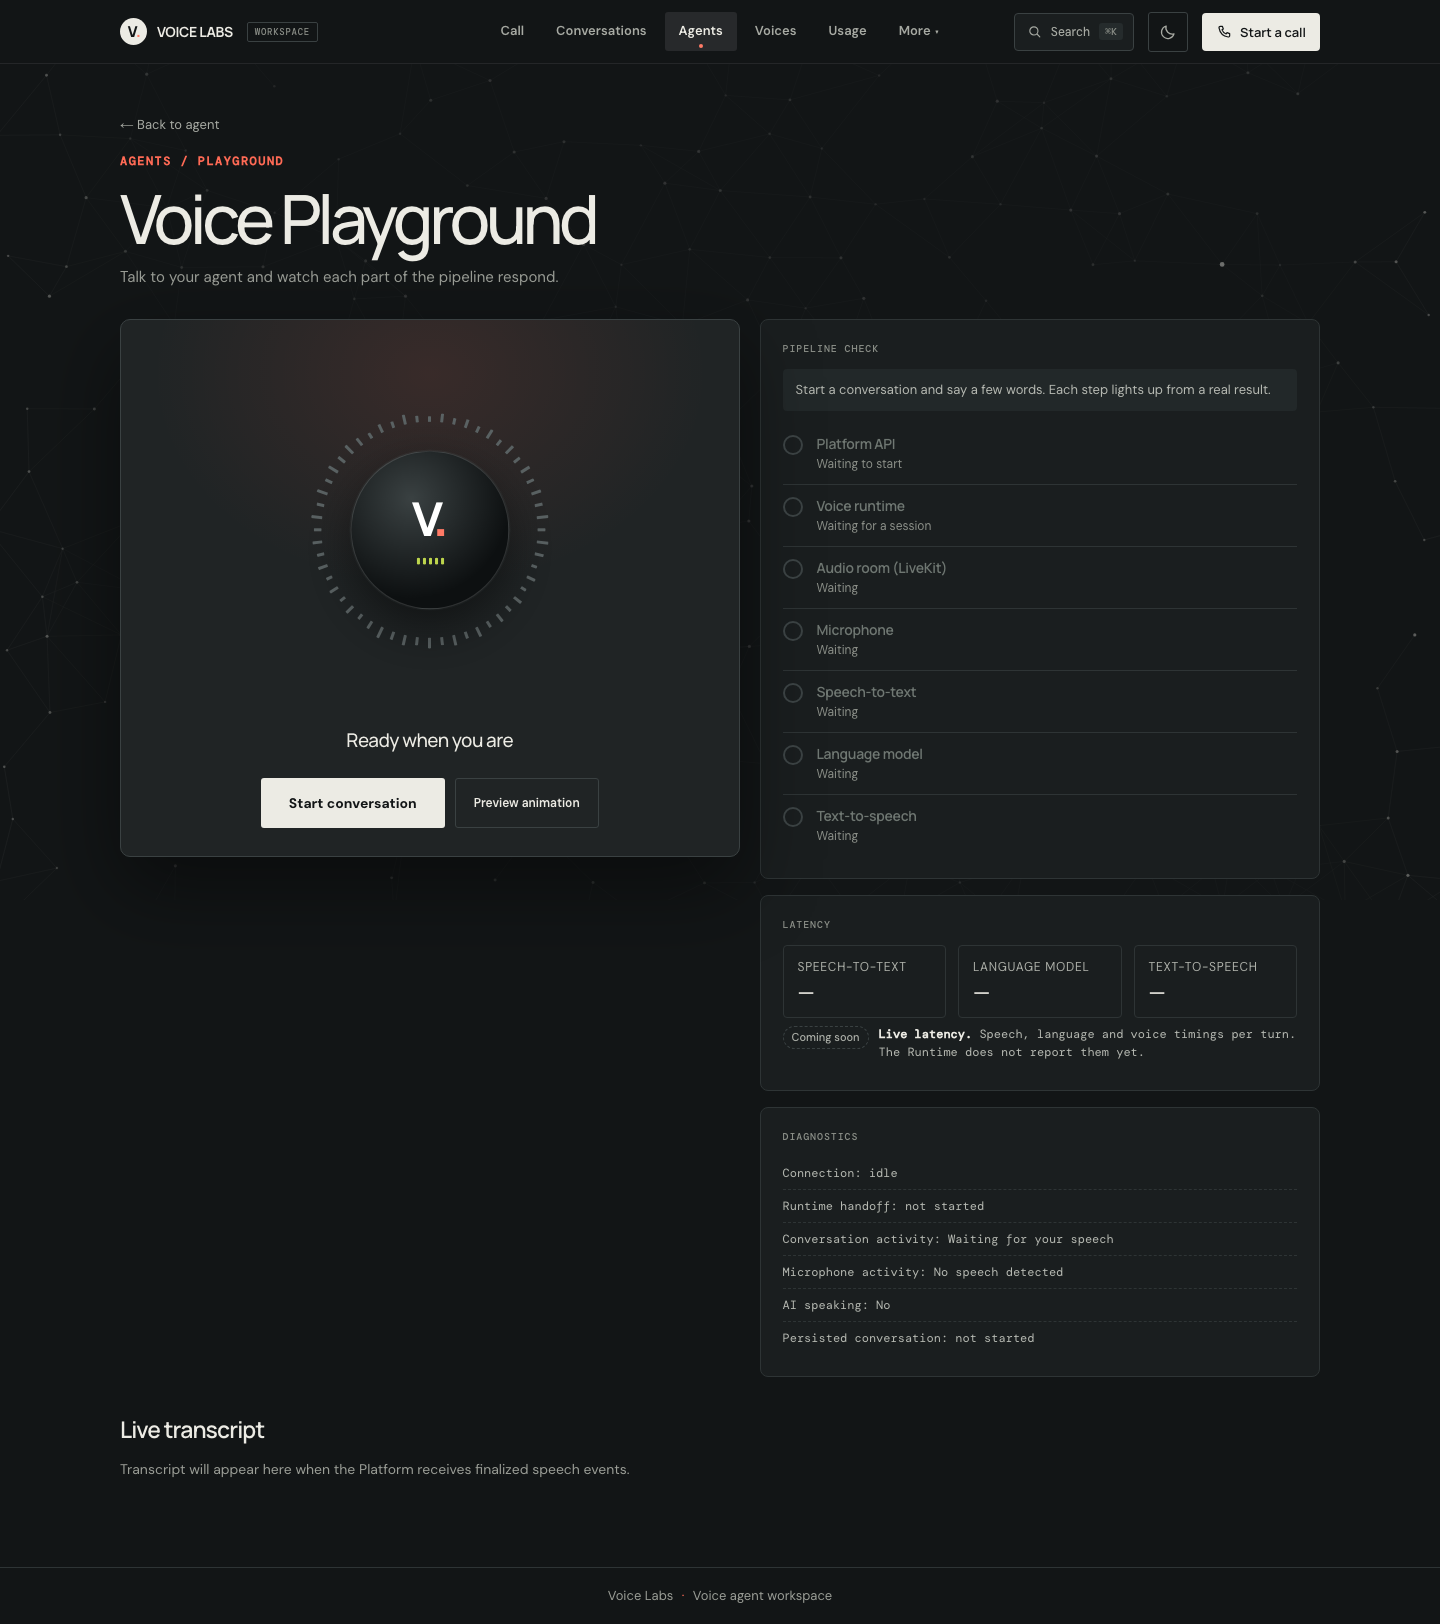 V. VOICE LABS WORKSPACE Call Conversations Agents Voices Usage More Search ⌘K Start a call
← Back to agent
AGENTS / PLAYGROUND
Voice Playground
Talk to your agent and watch each part of the pipeline respond.
V.
Ready when you are
Start conversation Preview animation
PIPELINE CHECK
Start a conversation and say a few words. Each step lights up from a real result.
Platform API
Waiting to start
Voice runtime
Waiting for a session
Audio room (LiveKit)
Waiting
Microphone
Waiting
Speech-to-text
Waiting
Language model
Waiting
Text-to-speech
Waiting
LATENCY
SPEECH-TO-TEXT LANGUAGE MODEL TEXT-TO-SPEECH
— — —
Coming soon Live latency. Speech, language and voice timings per turn.
The Runtime does not report them yet.
DIAGNOSTICS
Connection: idle
Runtime handoff: not started
Conversation activity: Waiting for your speech
Microphone activity: No speech detected
AI speaking: No
Persisted conversation: not started
Live transcript
Transcript will appear here when the Platform receives finalized speech events.
Voice Labs · Voice agent workspace